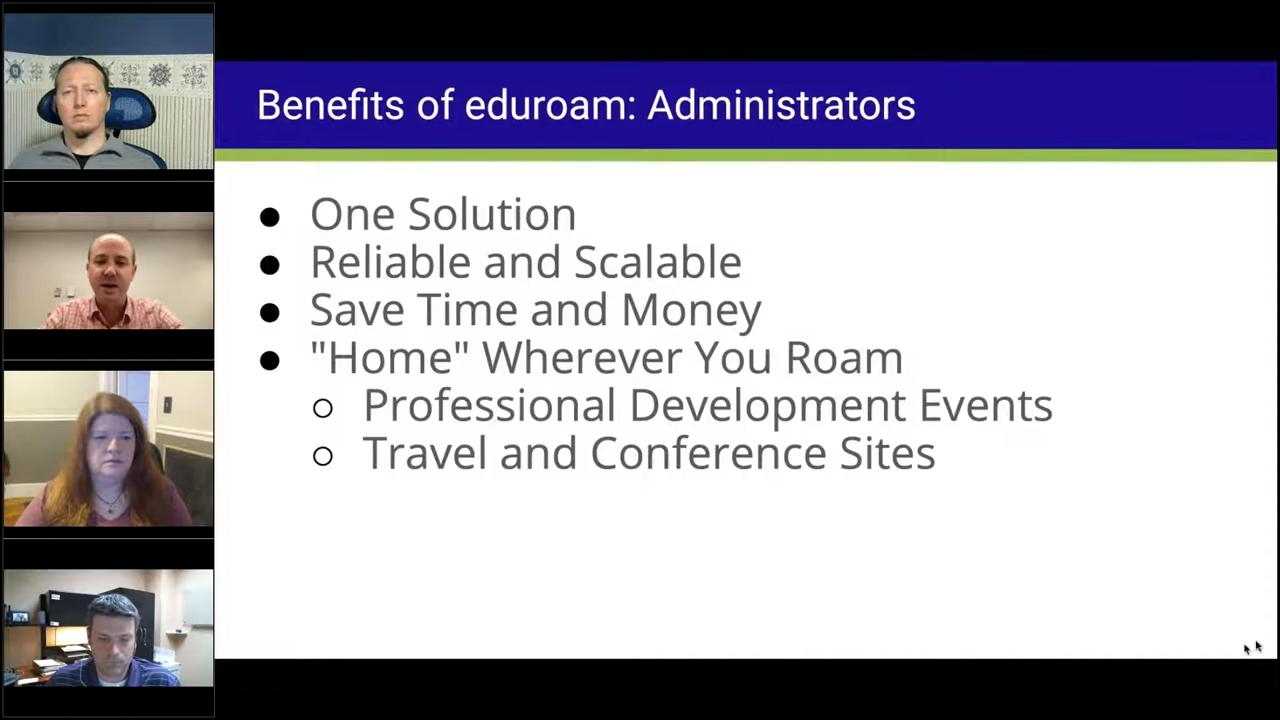 Benefits of eduroam: Administrators
● One Solution
● Reliable and Scalable
● Save Time and Money
● "Home" Wherever You Roam
○ Professional Development Events
○ Travel and Conference Sites